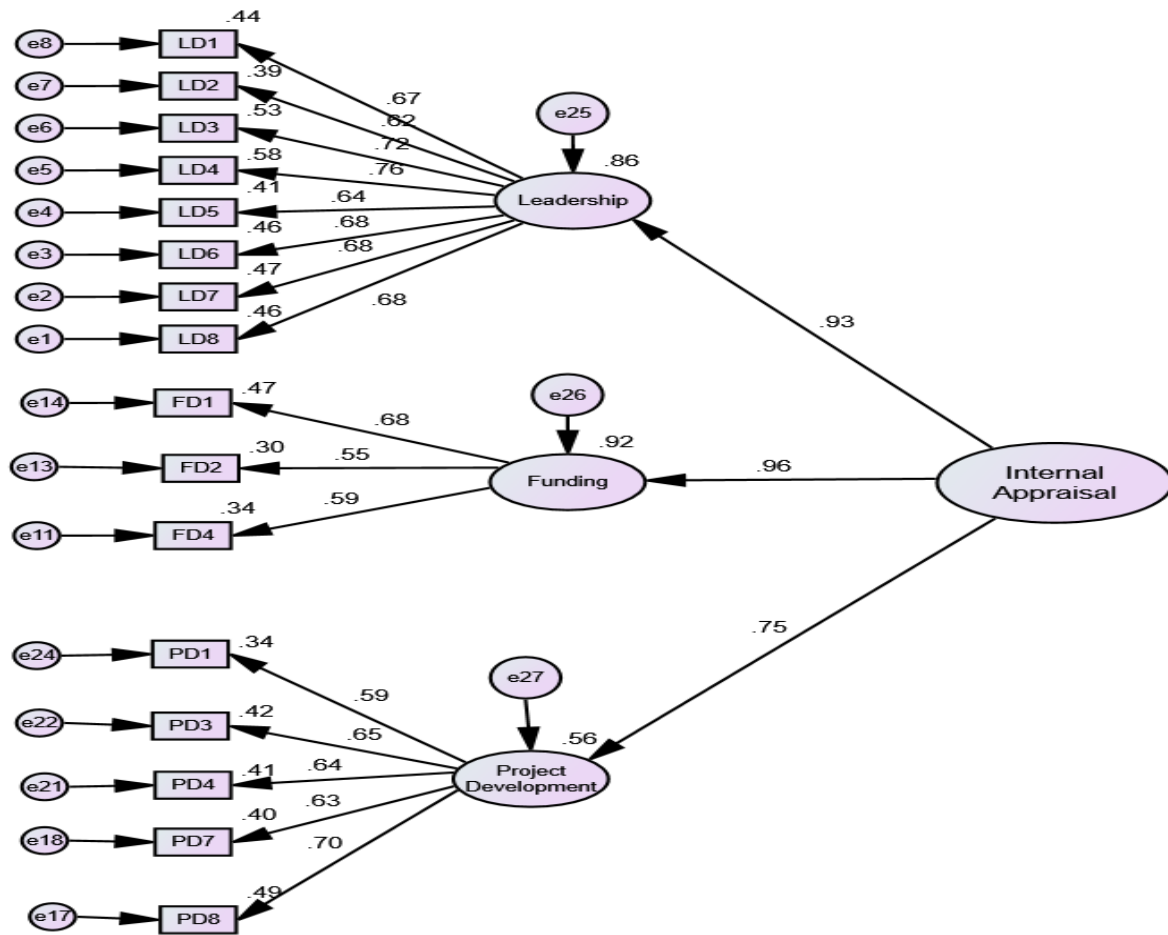 .44
e8
LD1
.39
e7
LD2
.67
.53
.62
e25
e6
LD3
.72
.58
.86
e5
LD4
.76
.41
.64
Leadership
e4
LD5
.46
.68
e3
LD6
.68
.47
e2
LD7
.46
.68
e1
LD8
.93
.47
e26
e14
FD1
.68
.30
.55
.92
.96
e13
FD2
Funding
Internal
Appraisal
.34
.59
e11
FD4
.34
.75
e24
PD1
e27
.59
.42
e22
PD3
.65
.56
.41
.64
Project
Development
e21
PD4
.40
.63
e18
PD7
.70
.49
e17
PD8